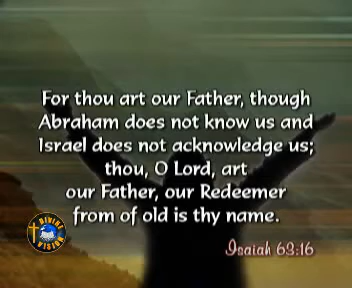 For thou art our Father, though
Abraham does not know us and
Israel does not acknowledge us;
thou, O Lord, art
our Father, our Redeemer
from of old is thy name.
Isaiah 63:16
DIVINE
VISION